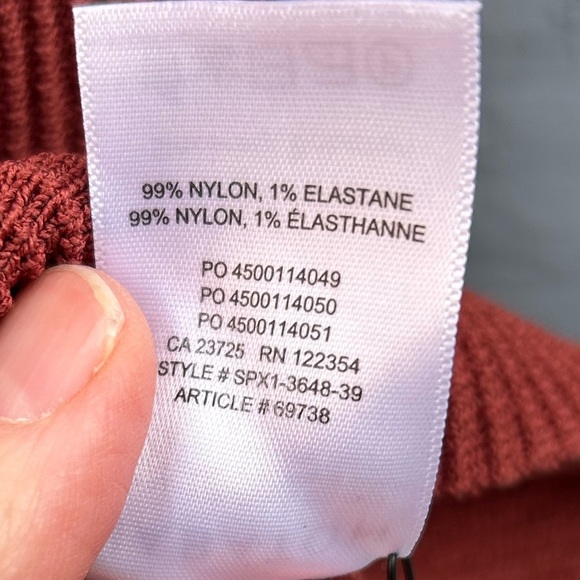 99% NYLON, 1% ELASTANE
99% NYLON, 1% ÉLASTHANNE
PO 4500114049
PO 4500114050
PO 4500114051
CA 23725 RN 122354
STYLE # SPX1-3648-39
ARTICLE # 69738